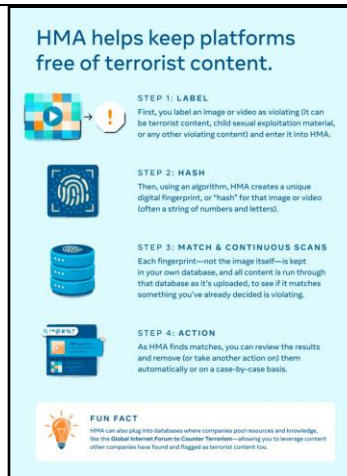 HMA helps keep platforms
free of terrorist content.
STEP 1: LABEL
First, you label an image or video as violating (it can
be terrorist content, child sexual exploitation material,
or any other violating content) and enter it into HMA.
STEP 2: HASH
Then, using an algorithm, HMA creates a unique
digital fingerprint, or "hash" for that image or video
(often a string of numbers and letters).
STEP 3: MATCH & CONTINUOUS SCANS
Each fingerprint—not the image itself—is kept
in your own database, and all content is run through
that database as it's uploaded, to see if it matches
something you've already decided is violating.
STEP 4: ACTION
As HMA finds matches, you can review the results
and remove (or take another action on) them
automatically or on a case-by-case basis.
FUN FACT
HMA can also plug into databases where companies pool resources and knowledge,
like the Global Internet Forum to Counter Terrorism—allowing you to leverage content
other companies have found and flagged as terrorist content too.